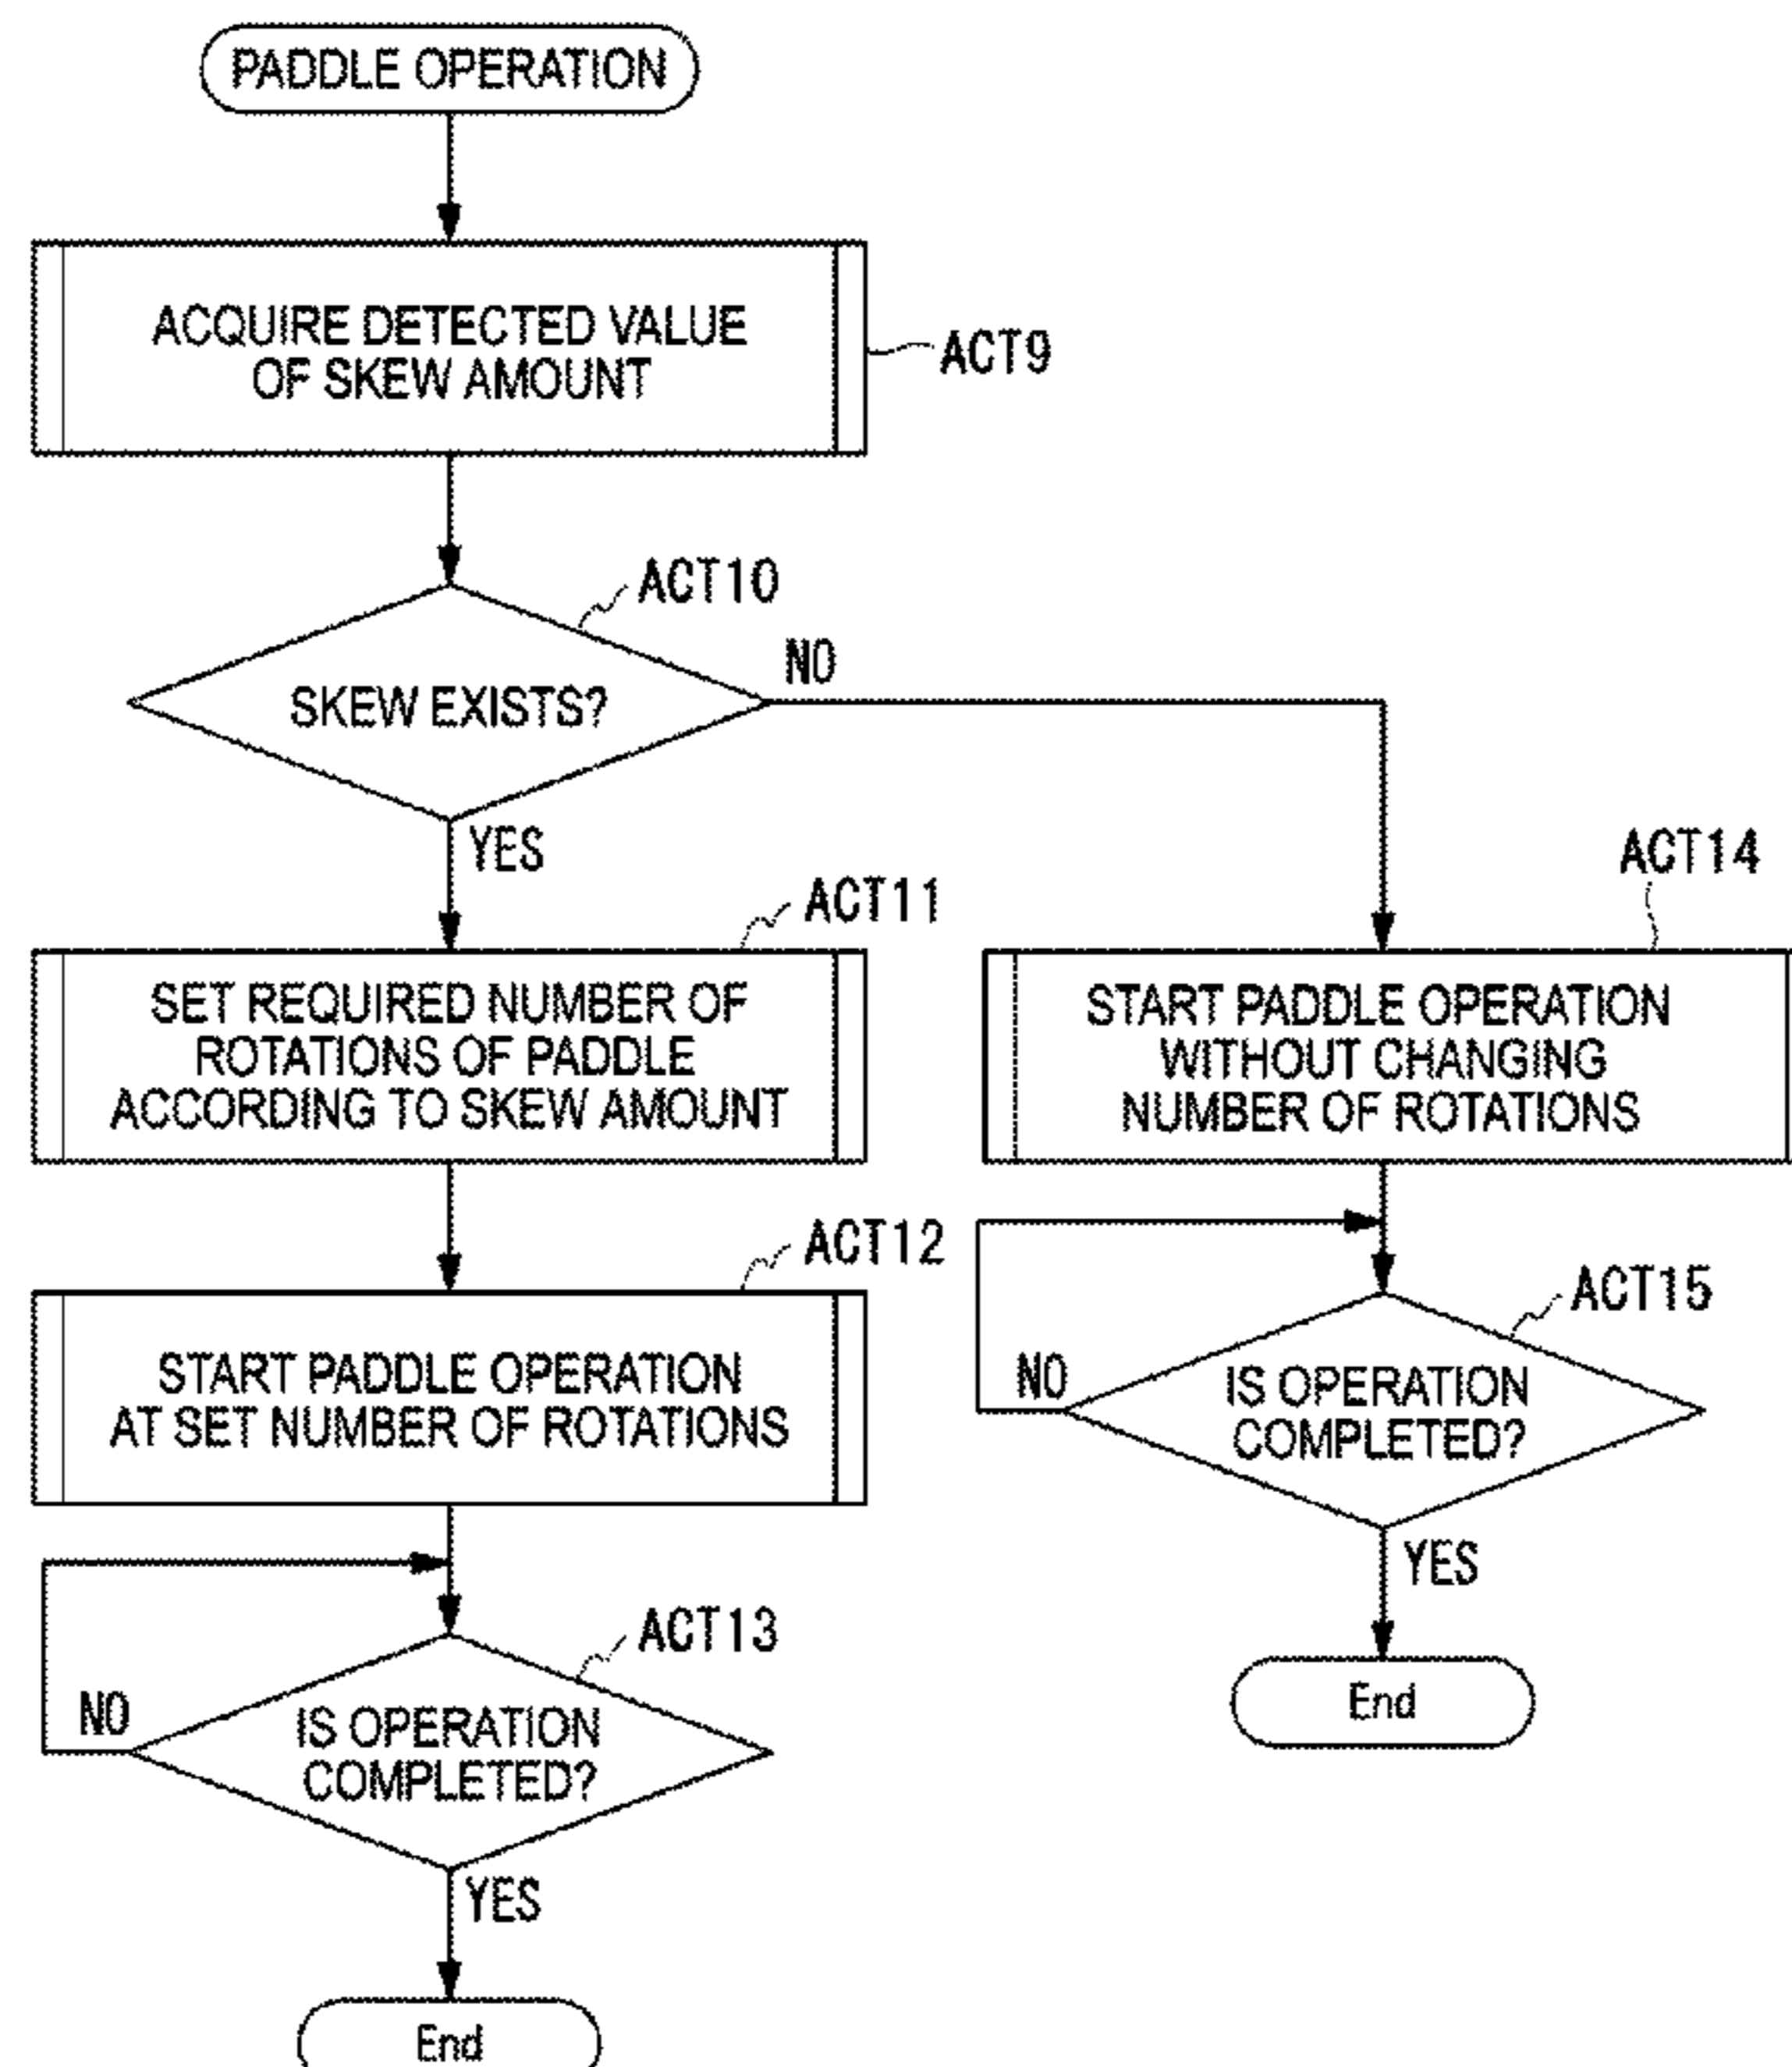 PADDLE OPERATION
ACQUIRE DETECTED VALUE
OF SKEW AMOUNT
ACT9
ACT10
SKEW EXISTS?
NO
YES
ACT11
SET REQUIRED NUMBER OF
ROTATIONS OF PADDLE
ACCORDING TO SKEW AMOUNT
ACT12
START PADDLE OPERATION
AT SET NUMBER OF ROTATIONS
ACT13
IS OPERATION
COMPLETED?
NO
YES
End
ACT14
START PADDLE OPERATION
WITHOUT CHANGING
NUMBER OF ROTATIONS
ACT15
IS OPERATION
COMPLETED?
NO
YES
End